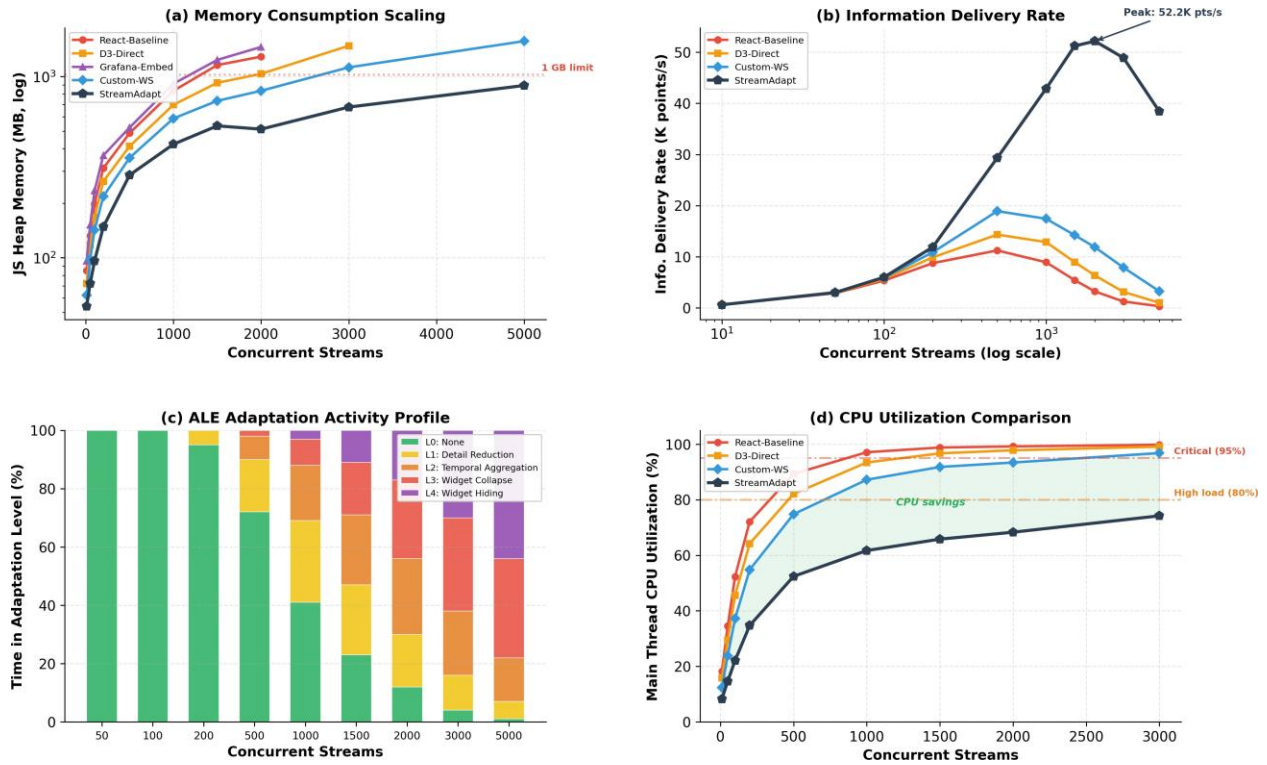 (a) Memory Consumption Scaling
React-Baseline
D3-Direct
Grafana-Embed
Custom-WS
StreamAdapt
1 GB limit
10³
10²
JS Heap Memory (MB, log)
0 1000 2000 3000 4000 5000
Concurrent Streams
(b) Information Delivery Rate
Peak: 52.2K pts/s
React-Baseline
D3-Direct
Custom-WS
StreamAdapt
50
40
30
20
10
0
Info. Delivery Rate (K points/s)
10¹ 10² 10³
Concurrent Streams (log scale)
(c) ALE Adaptation Activity Profile
L0: None
L1: Detail Reduction
L2: Temporal Aggregation
L3: Widget Collapse
L4: Widget Hiding
100
80
60
40
20
0
Time in Adaptation Level (%)
50 100 200 500 1000 1500 2000 3000 5000
Concurrent Streams
(d) CPU Utilization Comparison
React-Baseline
D3-Direct
Custom-WS
StreamAdapt
Critical (95%)
High load (80%)
CPU savings
100
80
60
40
20
0
Main Thread CPU Utilization (%)
0 500 1000 1500 2000 2500 3000
Concurrent Streams